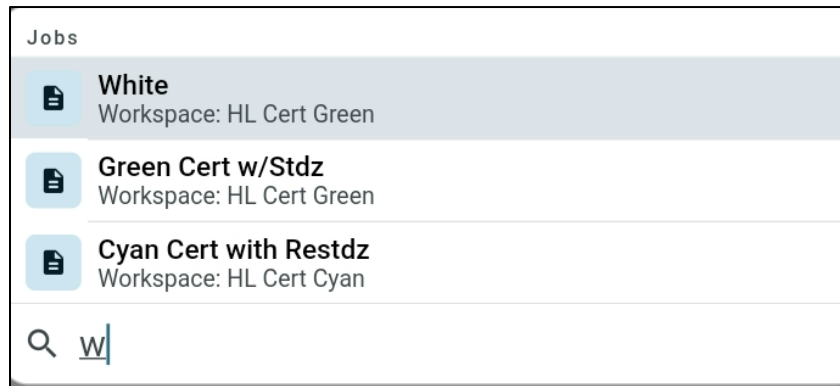 Jobs
White
Workspace: HL Cert Green
Green Cert w/Stdz
Workspace: HL Cert Green
Cyan Cert with Restdz
Workspace: HL Cert Cyan
W